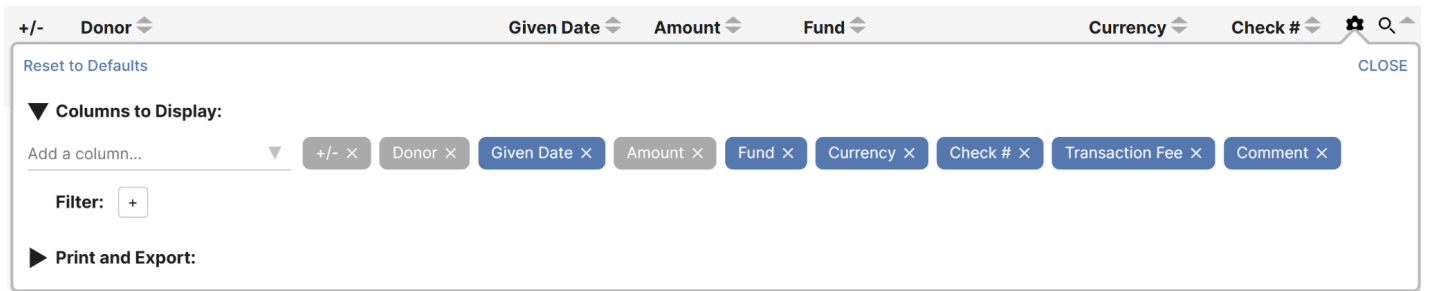 +/- Donor Given Date Amount Fund Currency Check #
Reset to Defaults CLOSE
Columns to Display:
Add a column... +/- × Donor × Given Date × Amount × Fund × Currency × Check # × Transaction Fee × Comment ×
Filter: +
Print and Export: